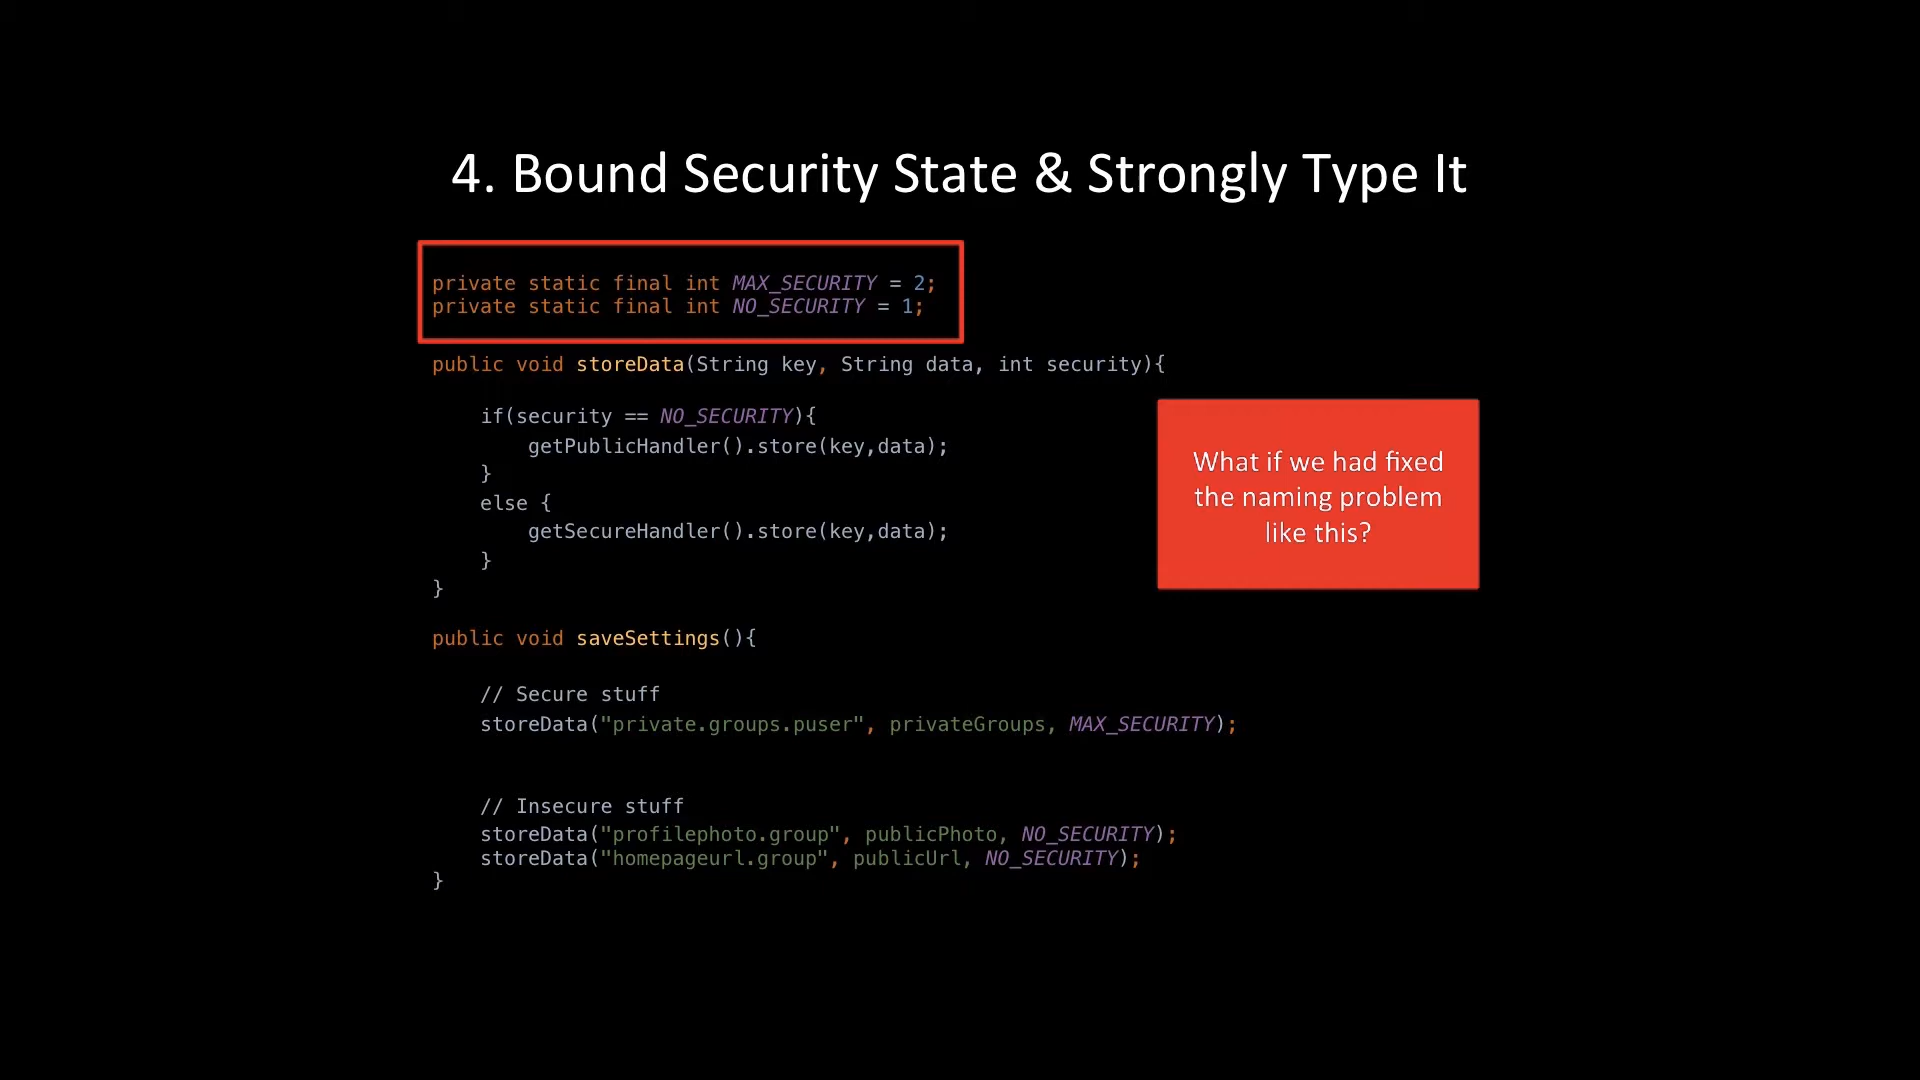 4. Bound Security State & Strongly Type It
private static final int MAX_SECURITY = 2;
private static final int NO_SECURITY = 1;
public void storeData(String key, String data, int security){
if(security == NO_SECURITY){
getPublicHandler().store(key,data);
}
else {
getSecureHandler().store(key,data);
}
}
What if we had fixed
the naming problem
like this?
public void saveSettings(){
// Secure stuff
storeData("private.groups.puser", privateGroups, MAX_SECURITY);
// Insecure stuff
storeData("profilephoto.group", publicPhoto, NO_SECURITY);
storeData("homepageurl.group", publicUrl, NO_SECURITY);
}